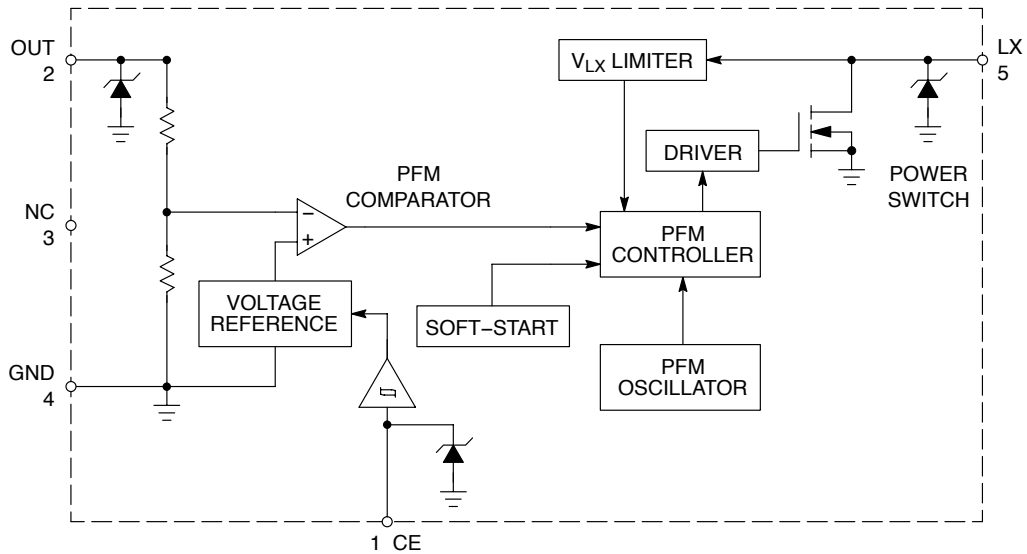 OUT
2
LX
5
V_LX LIMITER
DRIVER
POWER
SWITCH
NC
3
PFM
COMPARATOR
−
+
PFM
CONTROLLER
VOLTAGE
REFERENCE
SOFT−START
PFM
OSCILLATOR
GND
4
1 CE